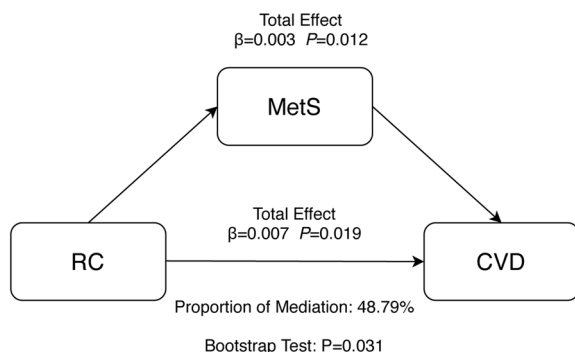 Total Effect
β=0.003 P=0.012
MetS
Total Effect
β=0.007 P=0.019
RC
CVD
Proportion of Mediation: 48.79%
Bootstrap Test: P=0.031